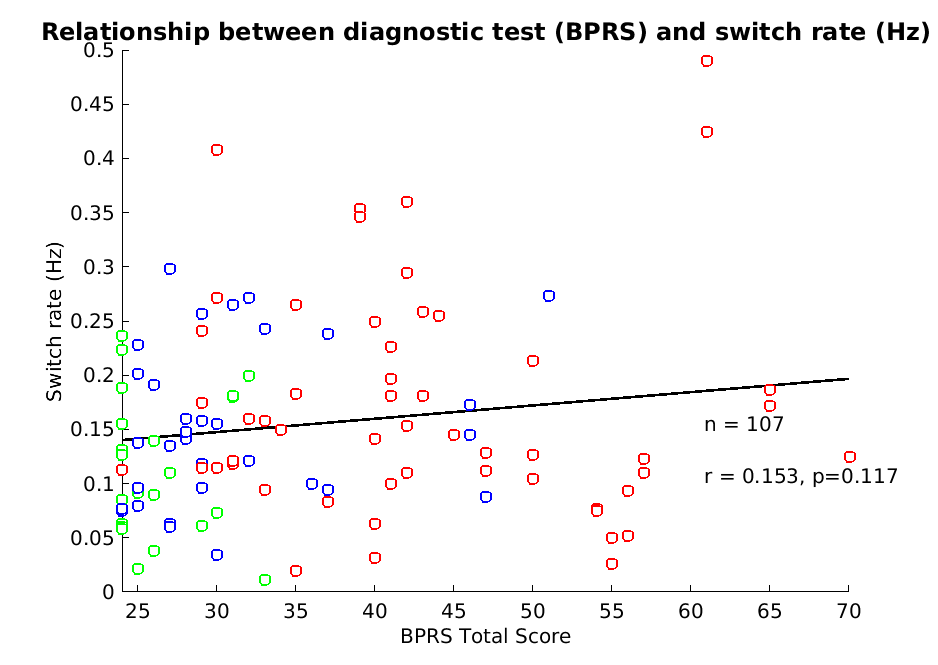 Relationship between diagnostic test (BPRS) and switch rate (Hz)
0.5
0.45
0.4
0.35
0.3
0.25
0.2
0.15
0.1
0.05
0
Switch rate (Hz)
n = 107
r = 0.153, p=0.117
25 30 35 40 45 50 55 60 65 70
BPRS Total Score